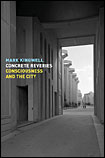 MARK KINGWELL
CONCRETE REVERIES
CONSCIOUSNESS
AND THE CITY